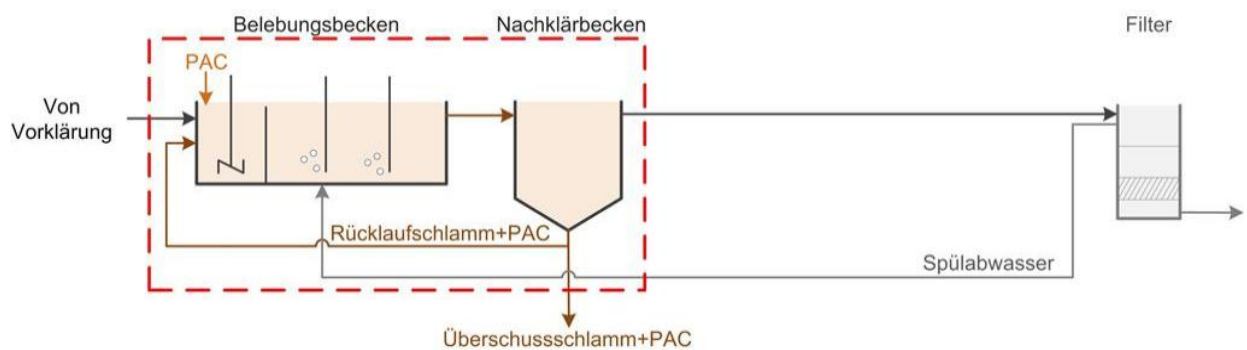 Belebungsbecken
Nachklärbecken
Filter
PAC
Von
Vorklärung
Rücklaufschlamm+PAC
Spülabwasser
Überschussschlamm+PAC